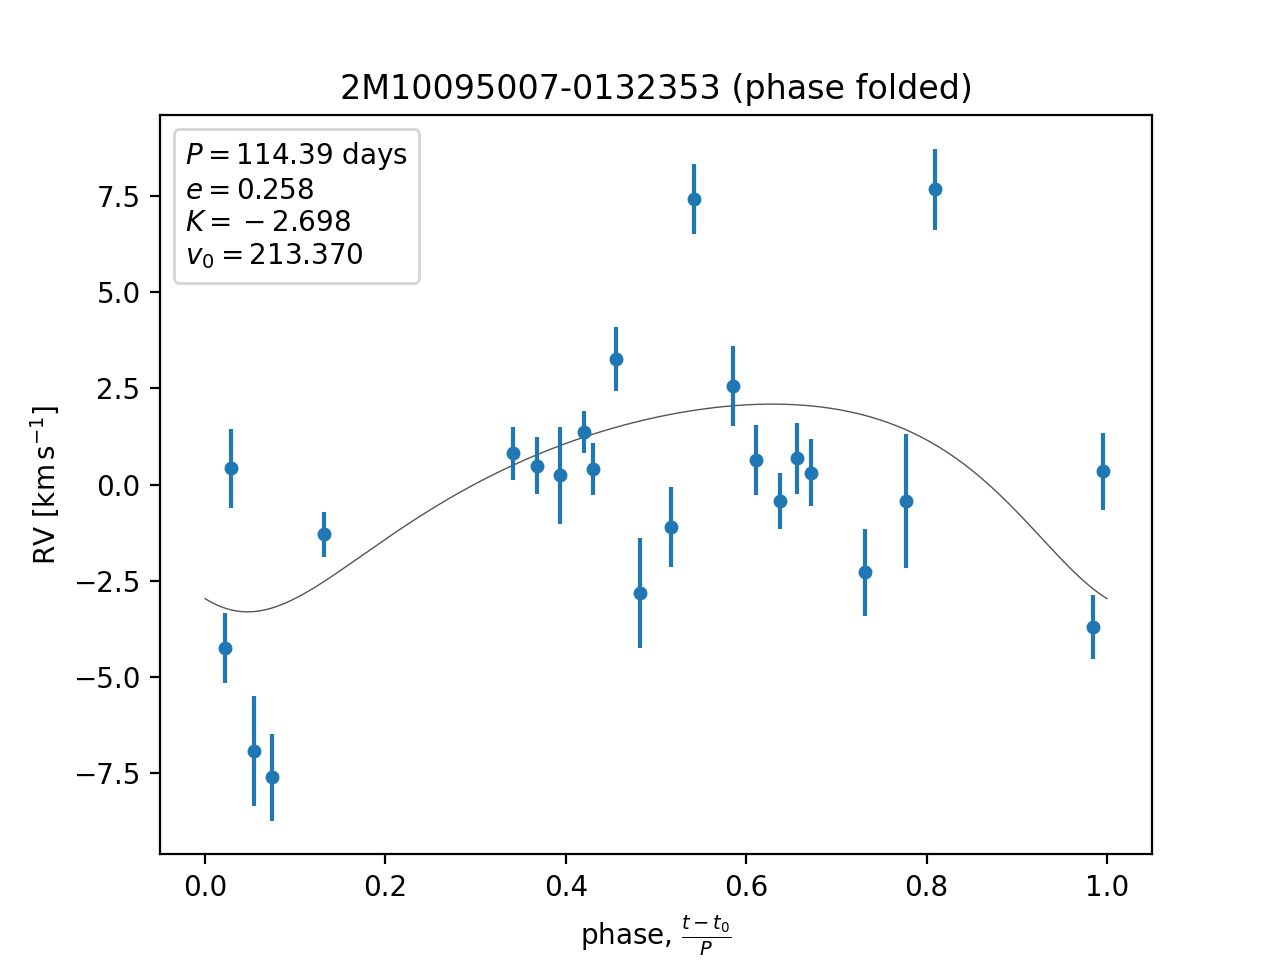 2M10095007-0132353 (phase folded)
P = 114.39 days
e = 0.258
K = −2.698
v₀ = 213.370
7.5
5.0
2.5
0.0
−2.5
−5.0
−7.5
RV [km s⁻¹]
0.0 0.2 0.4 0.6 0.8 1.0
phase, (t − t₀)/P